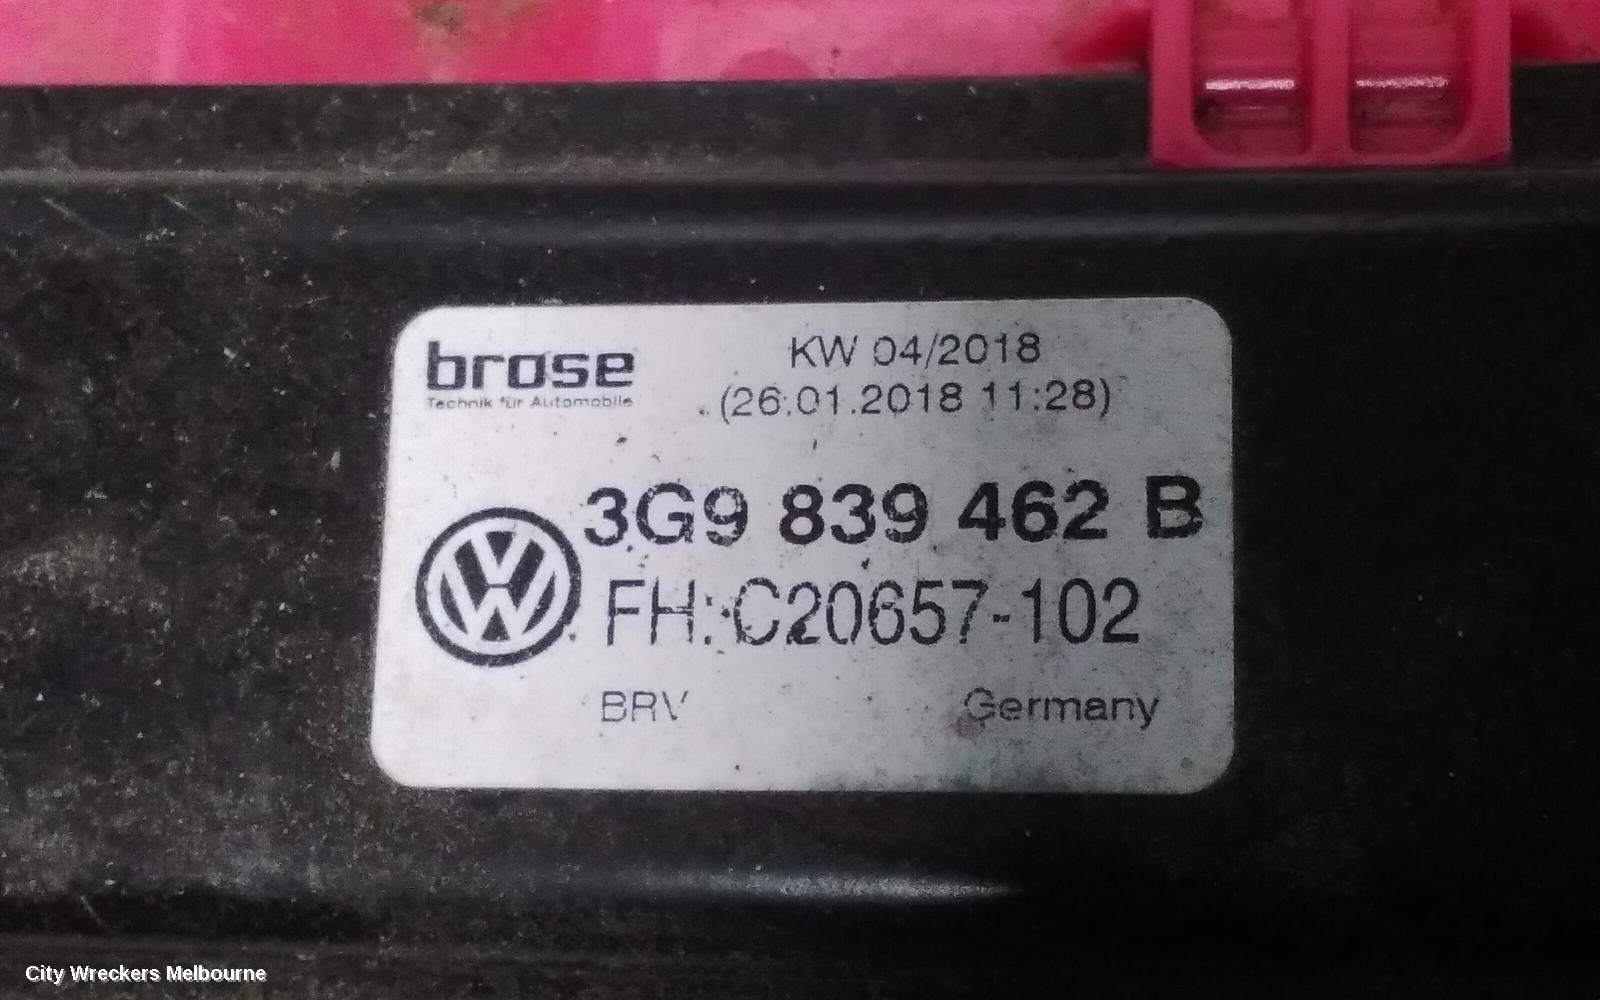 brose
Technik für Automobile
KW 04/2018
(26.01.2018 11:28)
3G9 839 462 B
FH: C20657-102
BRV
Germany
City Wreckers Melbourne